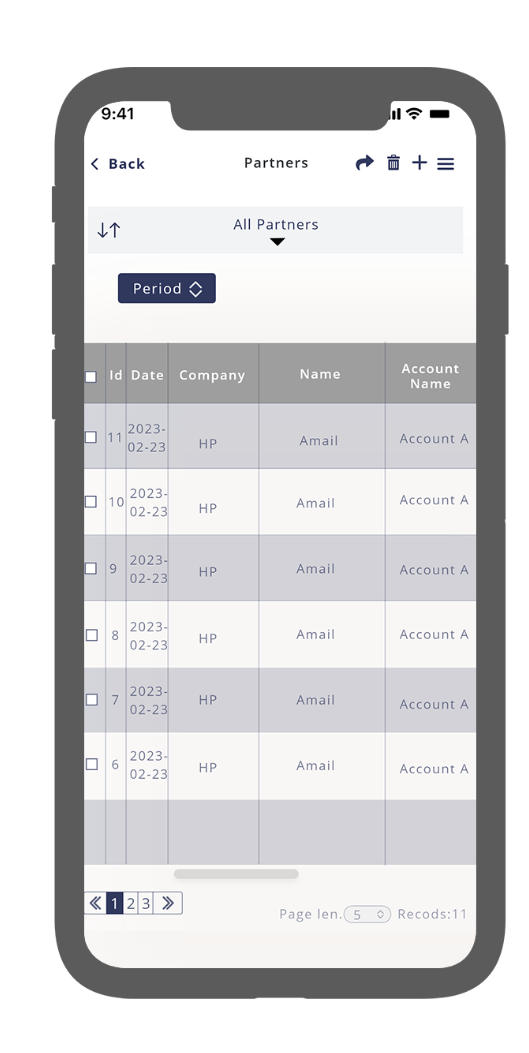 9:41
Back Partners
All Partners
Period
Id Date Company Name Account
Name
11 2023-
02-23 HP Amail Account A
10 2023-
02-23 HP Amail Account A
9 2023-
02-23 HP Amail Account A
8 2023-
02-23 HP Amail Account A
7 2023-
02-23 HP Amail Account A
6 2023-
02-23 HP Amail Account A
1 2 3
Page len. 5 Recods:11